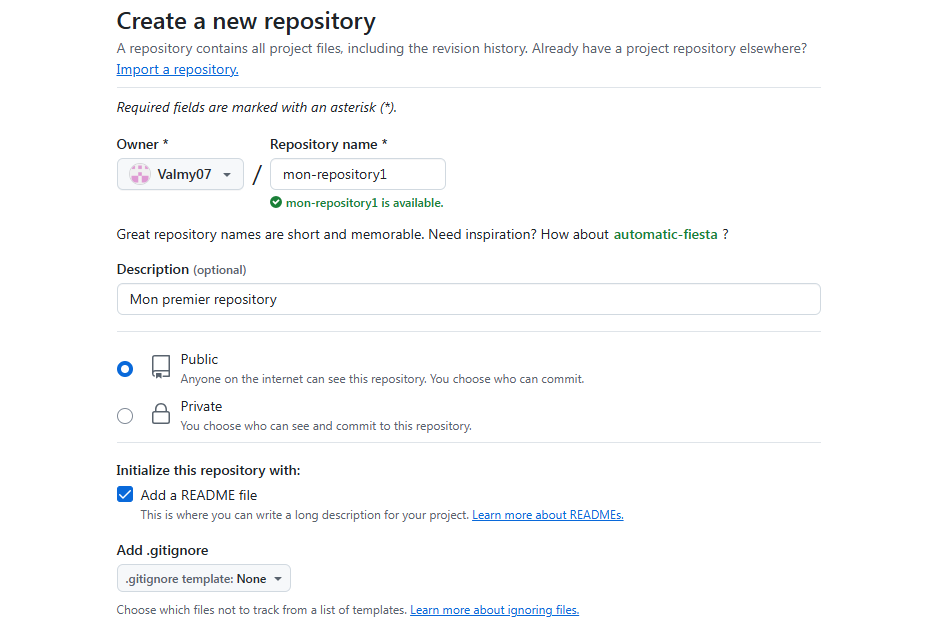 Create a new repository
A repository contains all project files, including the revision history. Already have a project repository elsewhere?
Import a repository.
Required fields are marked with an asterisk (*).
Owner * Repository name *
Valmy07 / mon-repository1
mon-repository1 is available.
Great repository names are short and memorable. Need inspiration? How about automatic-fiesta ?
Description (optional)
Mon premier repository
Public
Anyone on the internet can see this repository. You choose who can commit.
Private
You choose who can see and commit to this repository.
Initialize this repository with:
Add a README file
This is where you can write a long description for your project. Learn more about READMEs.
Add .gitignore
.gitignore template: None
Choose which files not to track from a list of templates. Learn more about ignoring files.